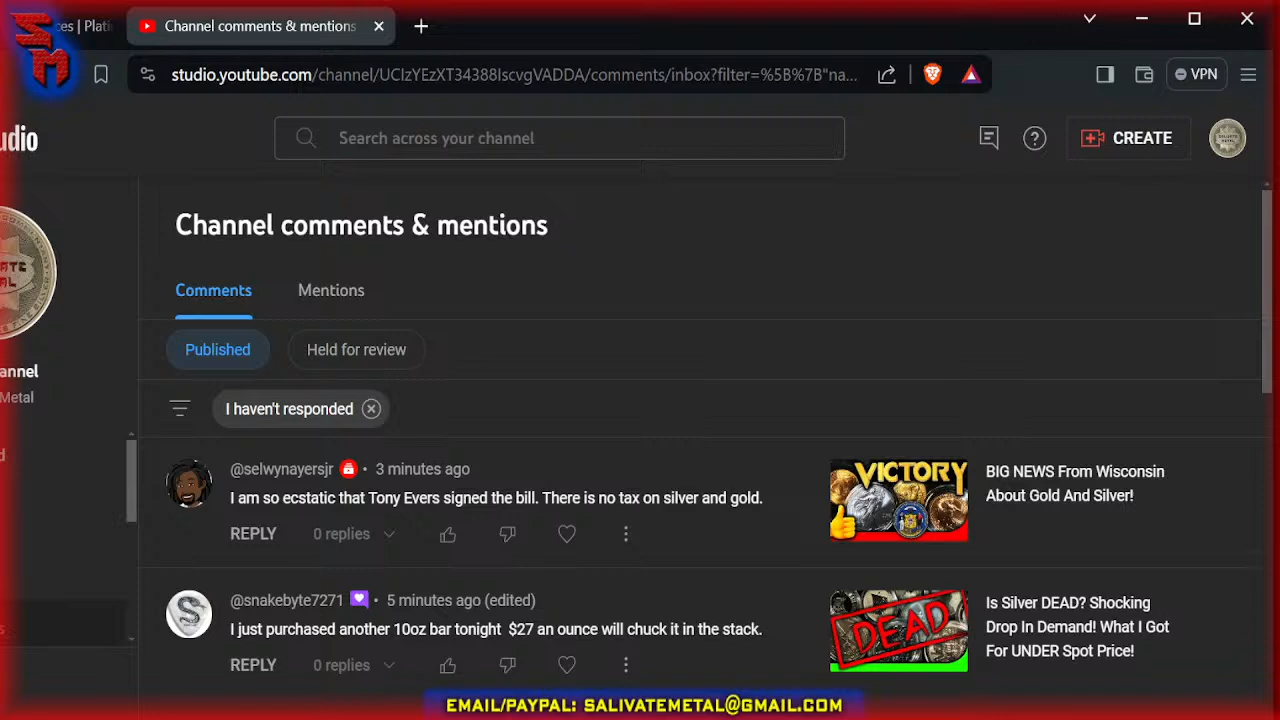 SM
ces | Plati
Channel comments & mentions
studio.youtube.com/channel/UCIzYEzXT34388IscvgVADDA/comments/inbox?filter=%5B%7B"na...
VPN
udio
Search across your channel
CREATE
Channel comments & mentions
Comments
Mentions
annel
Metal
Published
Held for review
I haven't responded
@selwynayersjr • 3 minutes ago
I am so ecstatic that Tony Evers signed the bill. There is no tax on silver and gold.
REPLY
0 replies
VICTORY
BIG NEWS From Wisconsin
About Gold And Silver!
@snakebyte7271 • 5 minutes ago (edited)
I just purchased another 10oz bar tonight $27 an ounce will chuck it in the stack.
REPLY
0 replies
DEAD
Is Silver DEAD? Shocking
Drop In Demand! What I Got
For UNDER Spot Price!
EMAIL/PAYPAL: SALIVATEMETAL@GMAIL.COM